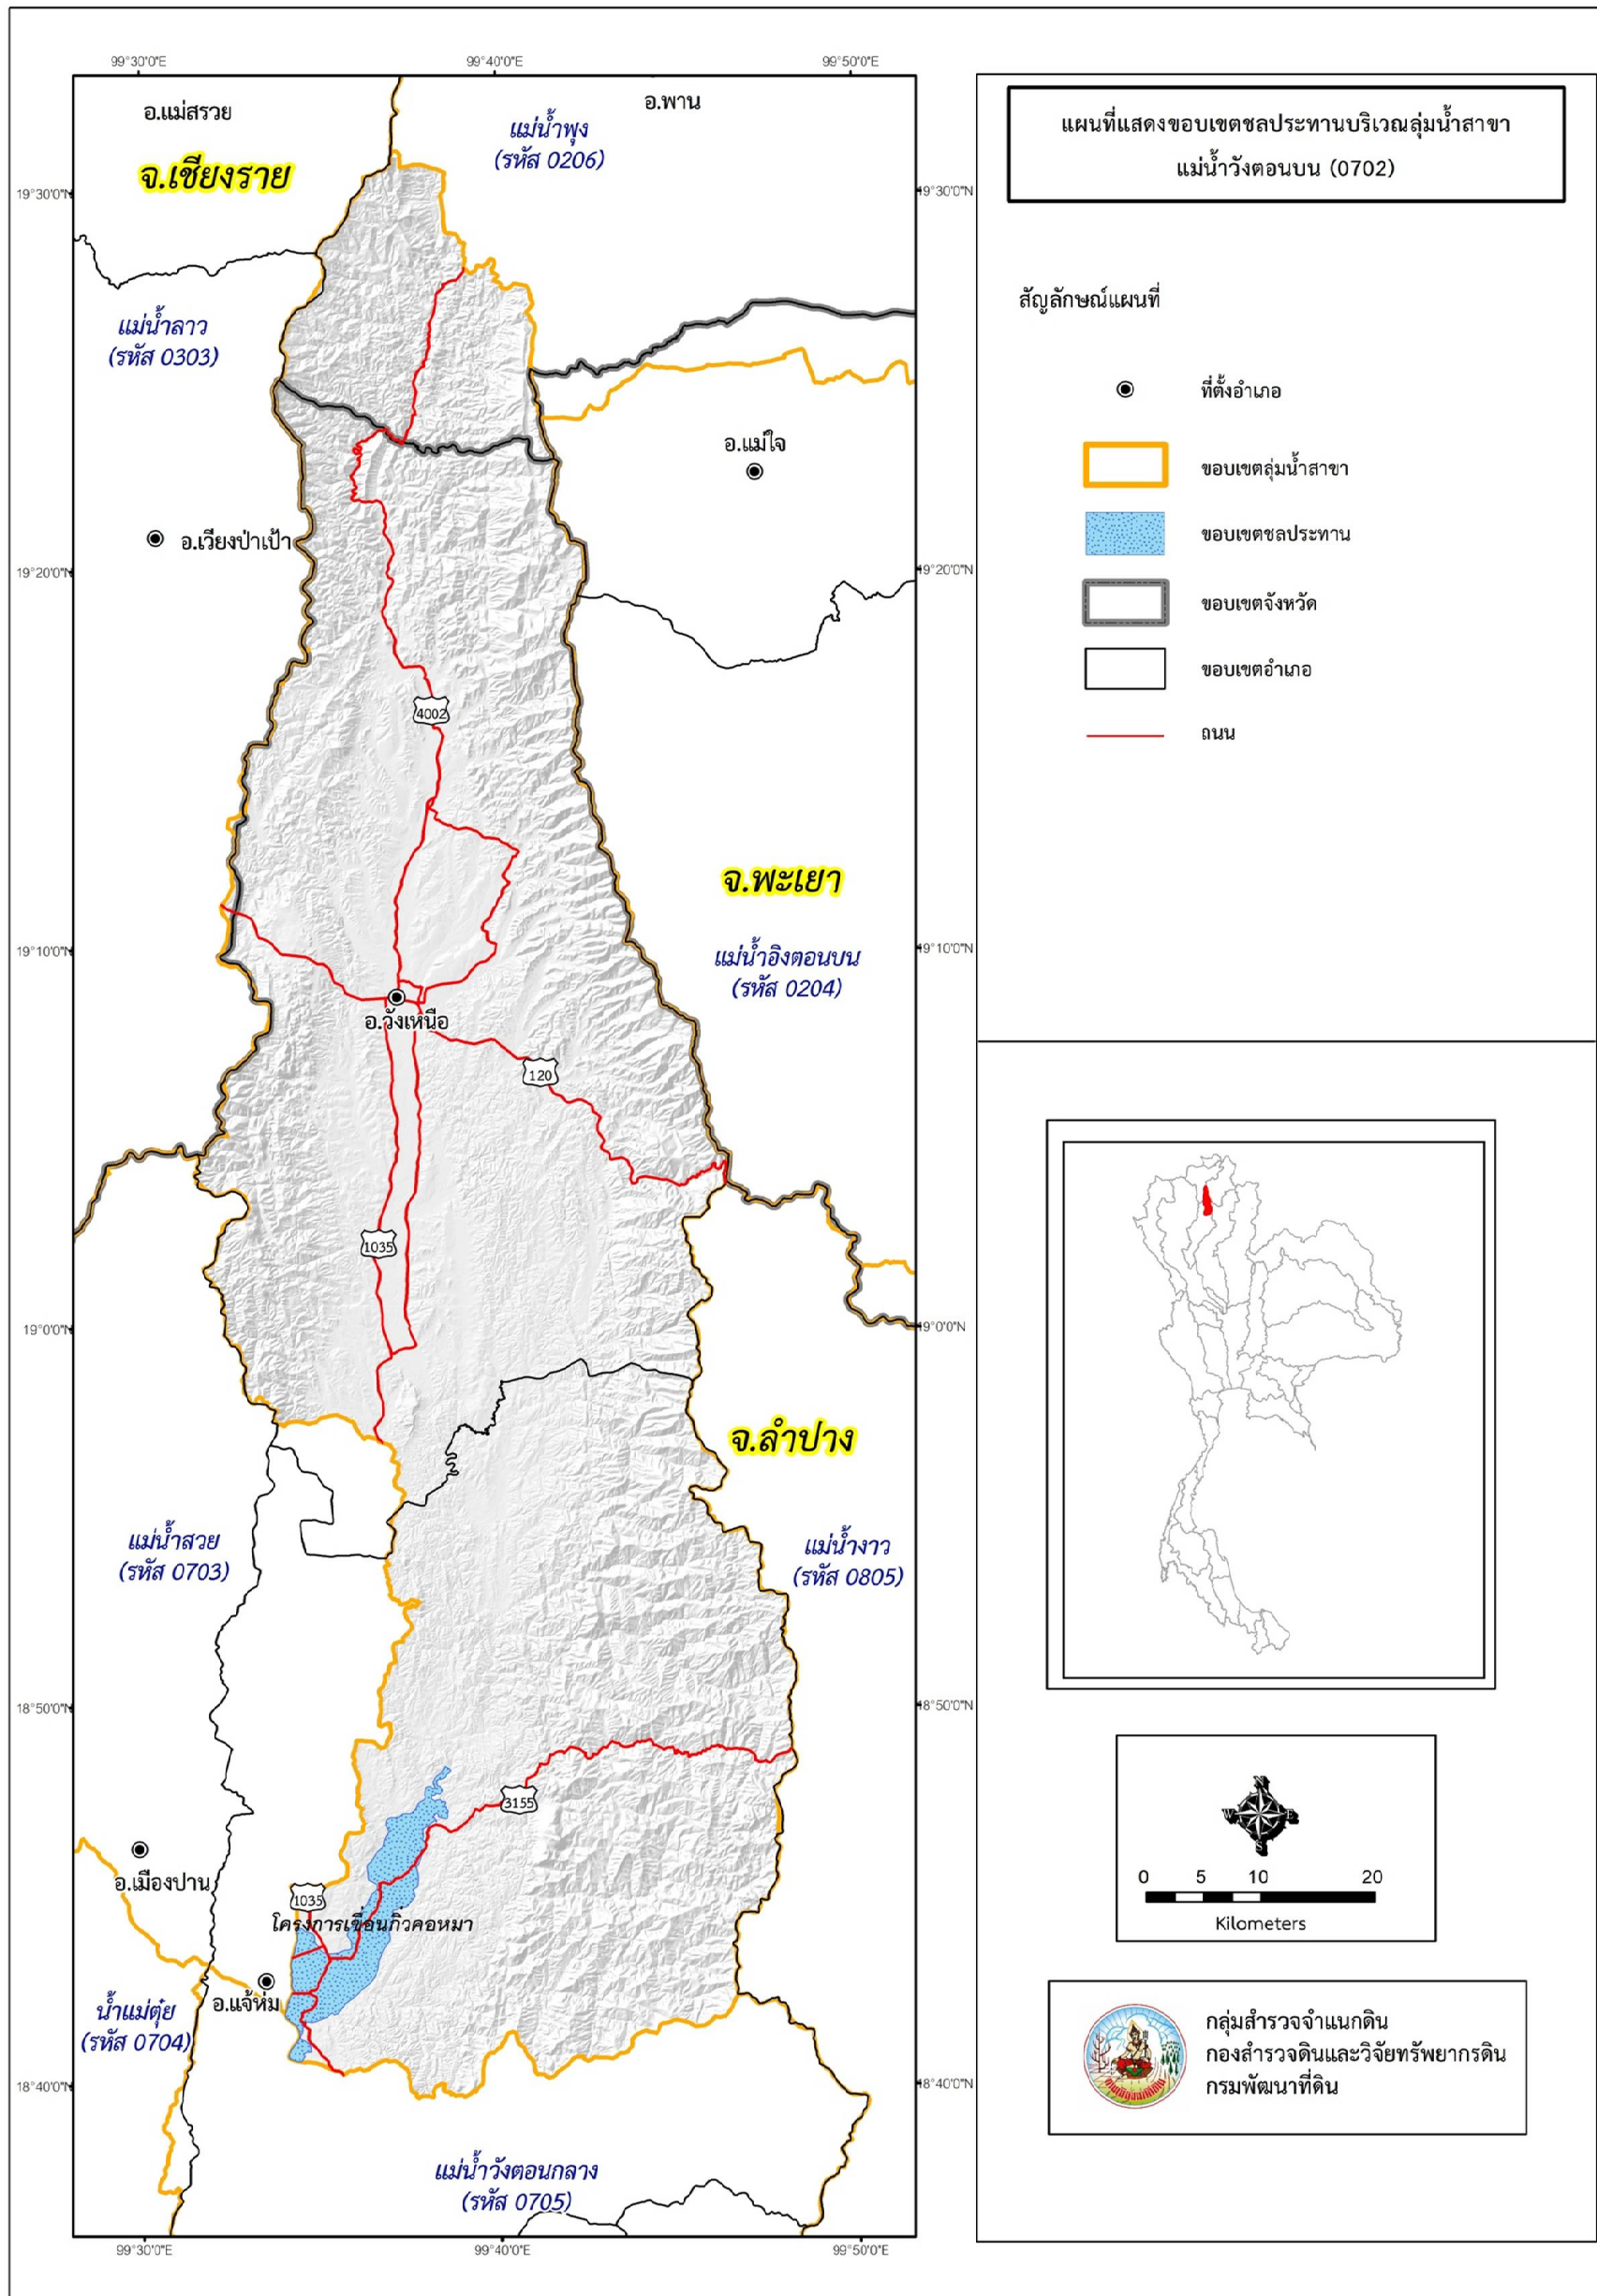 99°30'0"E
99°40'0"E
99°50'0"E
อ.แม่สรวย
อ.พาน
แม่น้ำพุง
(รหัส 0206)
จ.เชียงราย
19°30'0"N
19°30'0"N
แม่น้ำลาว
(รหัส 0303)
อ.แม่ใจ
อ.เวียงป่าเป้า
19°20'0"N
19°20'0"N
4002
จ.พะเยา
19°10'0"N
19°10'0"N
แม่น้ำอิงตอนบน
(รหัส 0204)
อ.วังเหนือ
120
1035
19°0'0"N
19°0'0"N
จ.ลำปาง
แม่น้ำสวย
(รหัส 0703)
แม่น้ำงาว
(รหัส 0805)
18°50'0"N
18°50'0"N
3155
อ.เมืองปาน
1035
โครงการเขื่อนกิ่วคอหมา
อ.แจ้ห่ม
น้ำแม่ตุ๋ย
(รหัส 0704)
18°40'0"N
18°40'0"N
แม่น้ำวังตอนกลาง
(รหัส 0705)
99°30'0"E
99°40'0"E
99°50'0"E
แผนที่แสดงขอบเขตชลประทานบริเวณลุ่มน้ำสาขา
แม่น้ำวังตอนบน (0702)
สัญลักษณ์แผนที่
ที่ตั้งอำเภอ
ขอบเขตลุ่มน้ำสาขา
ขอบเขตชลประทาน
ขอบเขตจังหวัด
ขอบเขตอำเภอ
ถนน
N
W
E
S
0 5 10 20
Kilometers
กลุ่มสำรวจจำแนกดิน
กองสำรวจดินและวิจัยทรัพยากรดิน
กรมพัฒนาที่ดิน